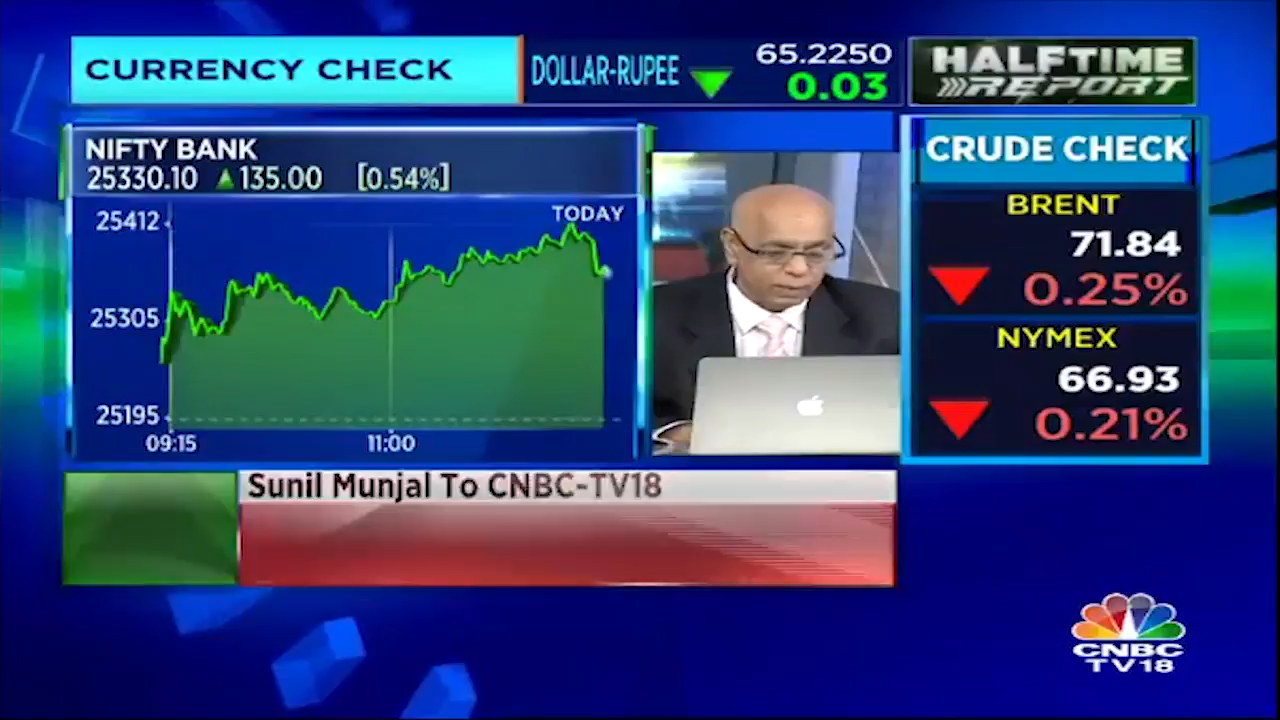 CURRENCY CHECK
DOLLAR-RUPEE
65.2250
0.03
HALFTIME
REPORT
NIFTY BANK
25330.10 ▲135.00 [0.54%]
TODAY
25412
25305
25195
09:15 11:00
CRUDE CHECK
BRENT
71.84
0.25%
NYMEX
66.93
0.21%
Sunil Munjal To CNBC-TV18
CNBC
TV18